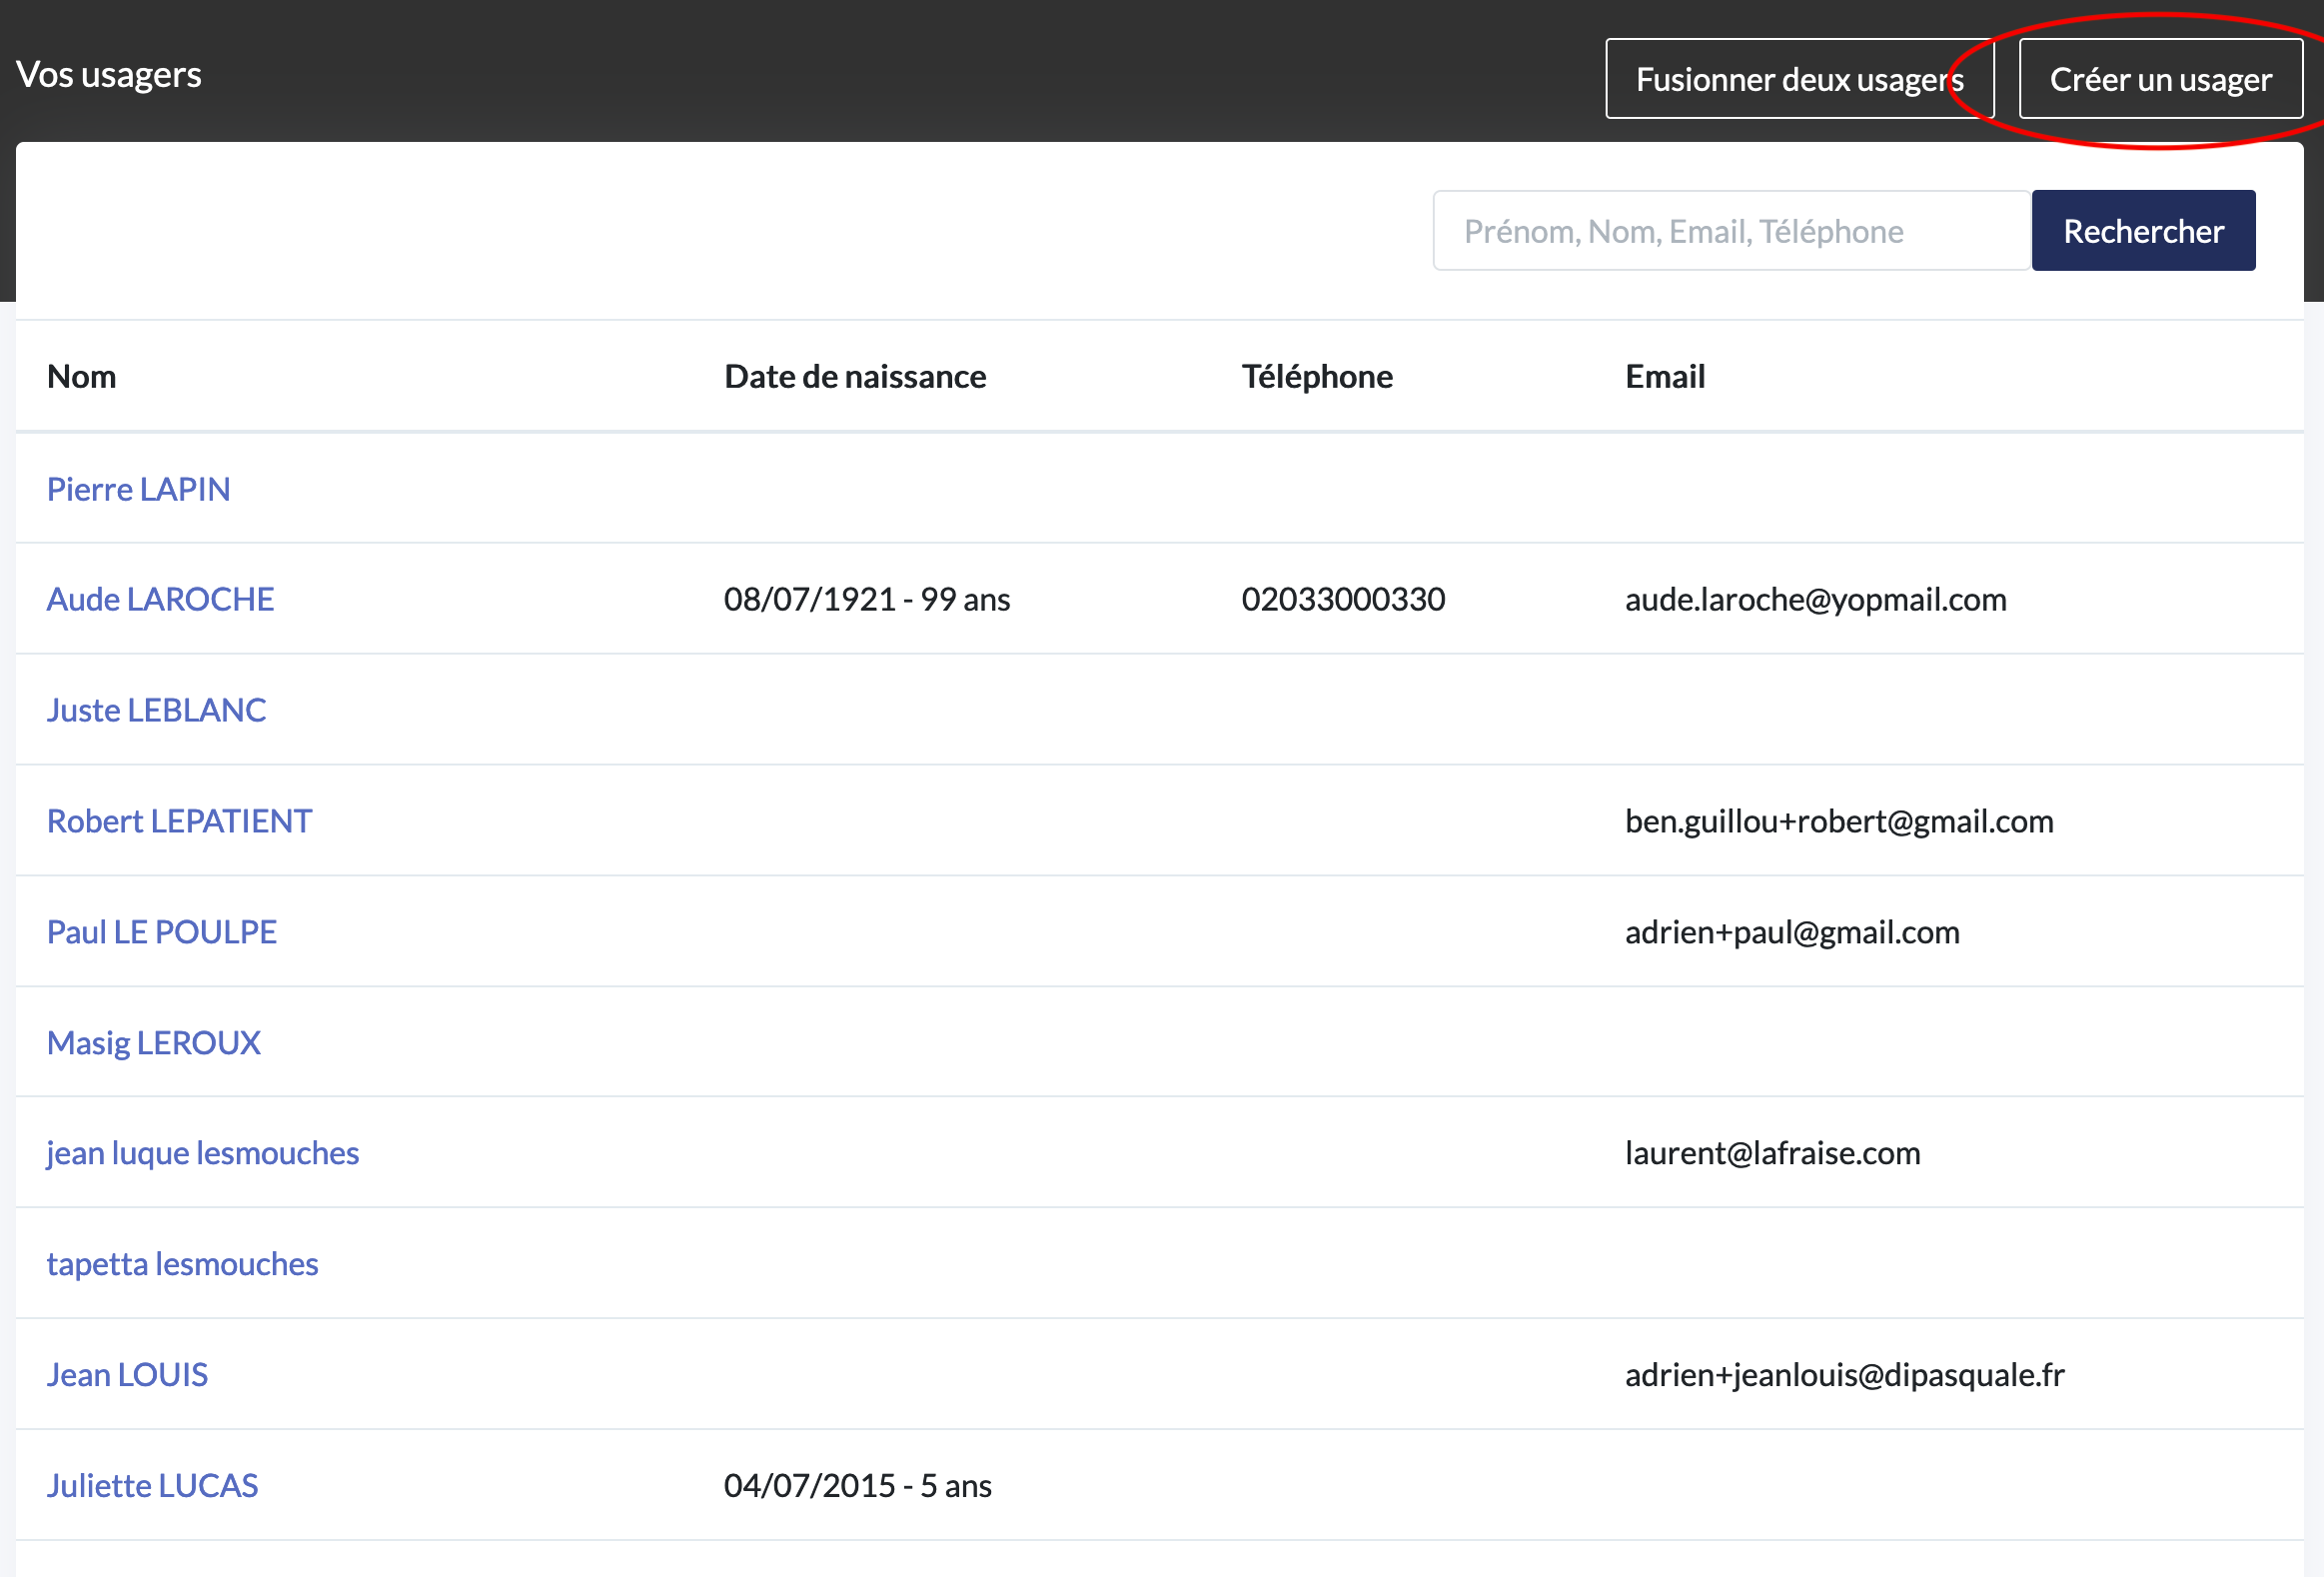 Vos usagers
Fusionner deux usagers
Créer un usager
Prénom, Nom, Email, Téléphone
Rechercher
Nom Date de naissance Téléphone Email
Pierre LAPIN
Aude LAROCHE 08/07/1921 - 99 ans 02033000330 aude.laroche@yopmail.com
Juste LEBLANC
Robert LEPATIENT ben.guillou+robert@gmail.com
Paul LE POULPE adrien+paul@gmail.com
Masig LEROUX
jean luque lesmouches laurent@lafraise.com
tapetta lesmouches
Jean LOUIS adrien+jeanlouis@dipasquale.fr
Juliette LUCAS 04/07/2015 - 5 ans